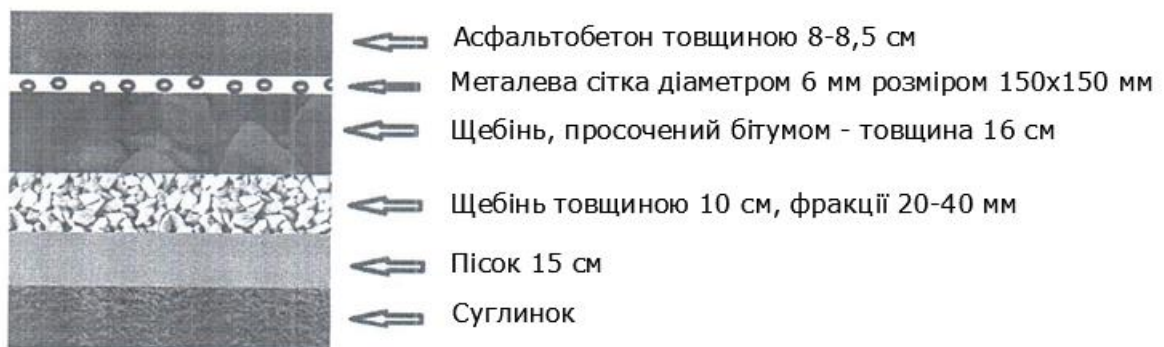 Асфальтобетон товщиною 8-8,5 см
Металева сітка діаметром 6 мм розміром 150х150 мм
Щебінь, просочений бітумом - товщина 16 см
Щебінь товщиною 10 см, фракції 20-40 мм
Пісок 15 см
Суглинок